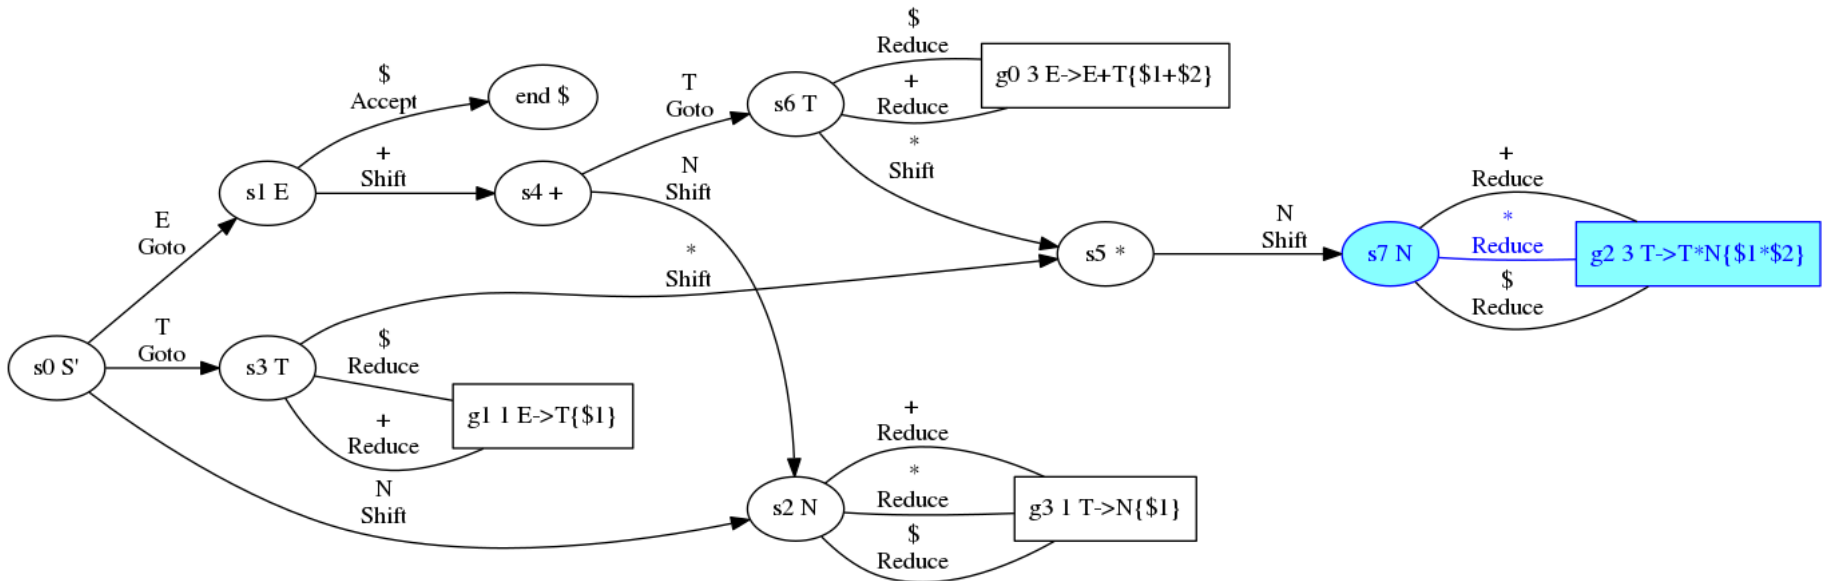 $
Reduce
g0 3 E->E+T{$1+$2}
+
Reduce
$
Accept
end $
T
Goto
s6 T
*
Shift
+
Shift
s1 E
s4 +
N
Shift
+
Reduce
E
Goto
*
Shift
s5 *
N
Shift
s7 N
*
Reduce
g2 3 T->T*N{$1*$2}
$
Reduce
s0 S'
T
Goto
s3 T
$
Reduce
g1 1 E->T{$1}
+
Reduce
N
Shift
+
Reduce
s2 N
*
Reduce
g3 1 T->N{$1}
$
Reduce